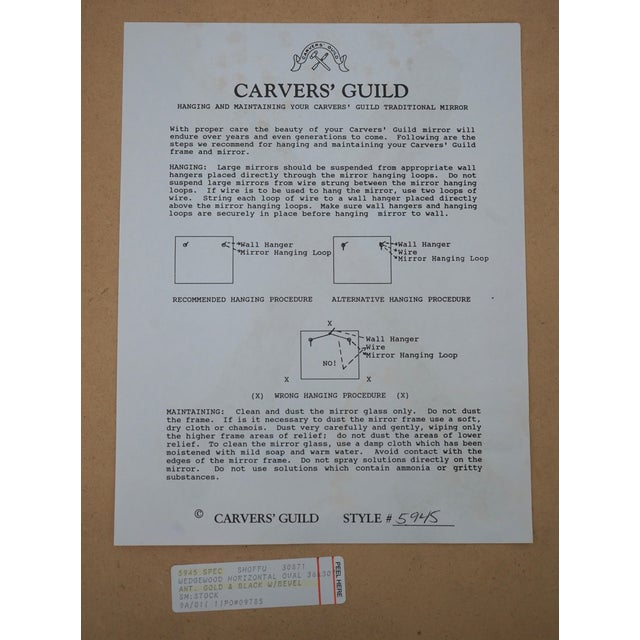 CARVERS' GUILD
CARVERS' GUILD
HANGING AND MAINTAINING YOUR CARVERS' GUILD TRADITIONAL MIRROR
With proper care the beauty of your Carvers' Guild mirror will
endure over years and even generations to come. Following are the
steps we recommend for hanging and maintaining your Carvers' Guild
frame and mirror.
HANGING: Large mirrors should be suspended from appropriate wall
hangers placed directly through the mirror hanging loops. Do not
suspend large mirrors from wire strung between the mirror hanging
loops. If wire is to be used to hang the mirror, use two loops of
wire. String each loop of wire to a wall hanger placed directly
above the mirror hanging loops. Make sure wall hangers and hanging
loops are securely in place before hanging mirror to wall.
Wall Hanger
Mirror Hanging Loop
RECOMMENDED HANGING PROCEDURE
Wall Hanger
Wire
Mirror Hanging Loop
ALTERNATIVE HANGING PROCEDURE
X
Wall Hanger
Wire
Mirror Hanging Loop
NO!
X X
(X) WRONG HANGING PROCEDURE (X)
MAINTAINING: Clean and dust the mirror glass only. Do not dust
the frame. If is it necessary to dust the mirror frame use a soft,
dry cloth or chamois. Dust very carefully and gently, wiping only
the higher frame areas of relief; do not dust the areas of lower
relief. To clean the mirror glass, use a damp cloth which has been
moistened with mild soap and warm water. Avoid contact with the
edges of the mirror frame. Do not spray solutions directly on the
mirror. Do not use solutions which contain ammonia or gritty
substances.
© CARVERS' GUILD STYLE # 5945
5945 SPEC SHOFFU 30871
WEDGEWOOD HORIZONTAL OVAL
ANT. GOLD & BLACK W/BEVEL
SM:STOCK
PEEL HERE